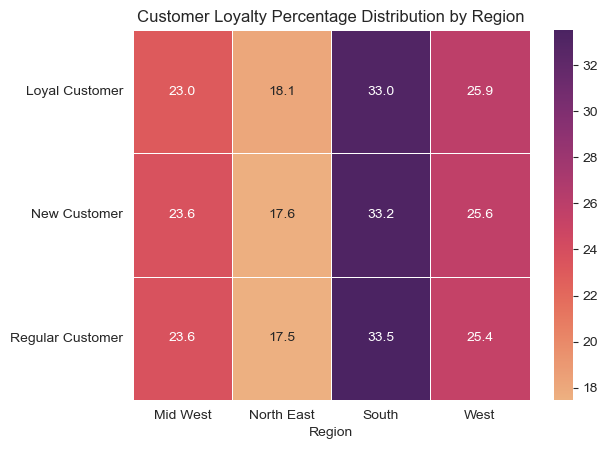 Customer Loyalty Percentage Distribution by Region
Loyal Customer 23.0 18.1 33.0 25.9
New Customer 23.6 17.6 33.2 25.6
Regular Customer 23.6 17.5 33.5 25.4
Mid West North East South West
Region
32
30
28
26
24
22
20
18